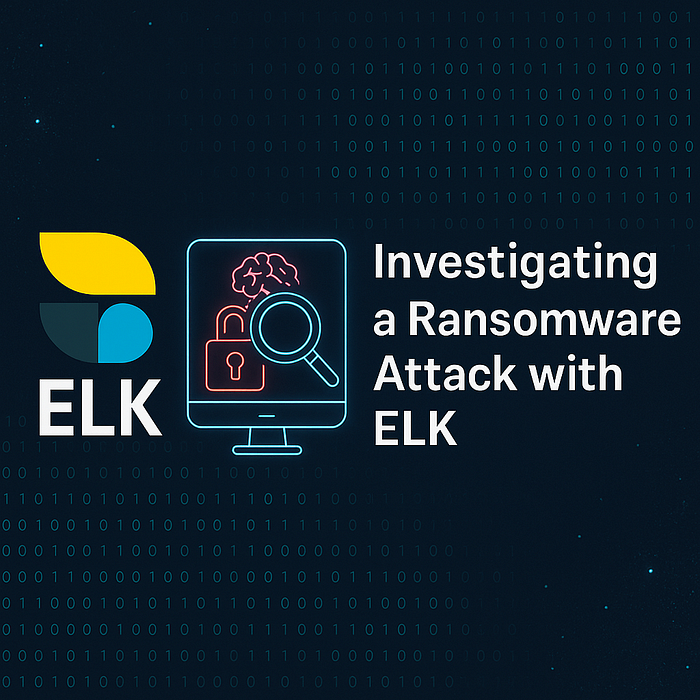 ELK
Investigating
a Ransomware
Attack with
ELK